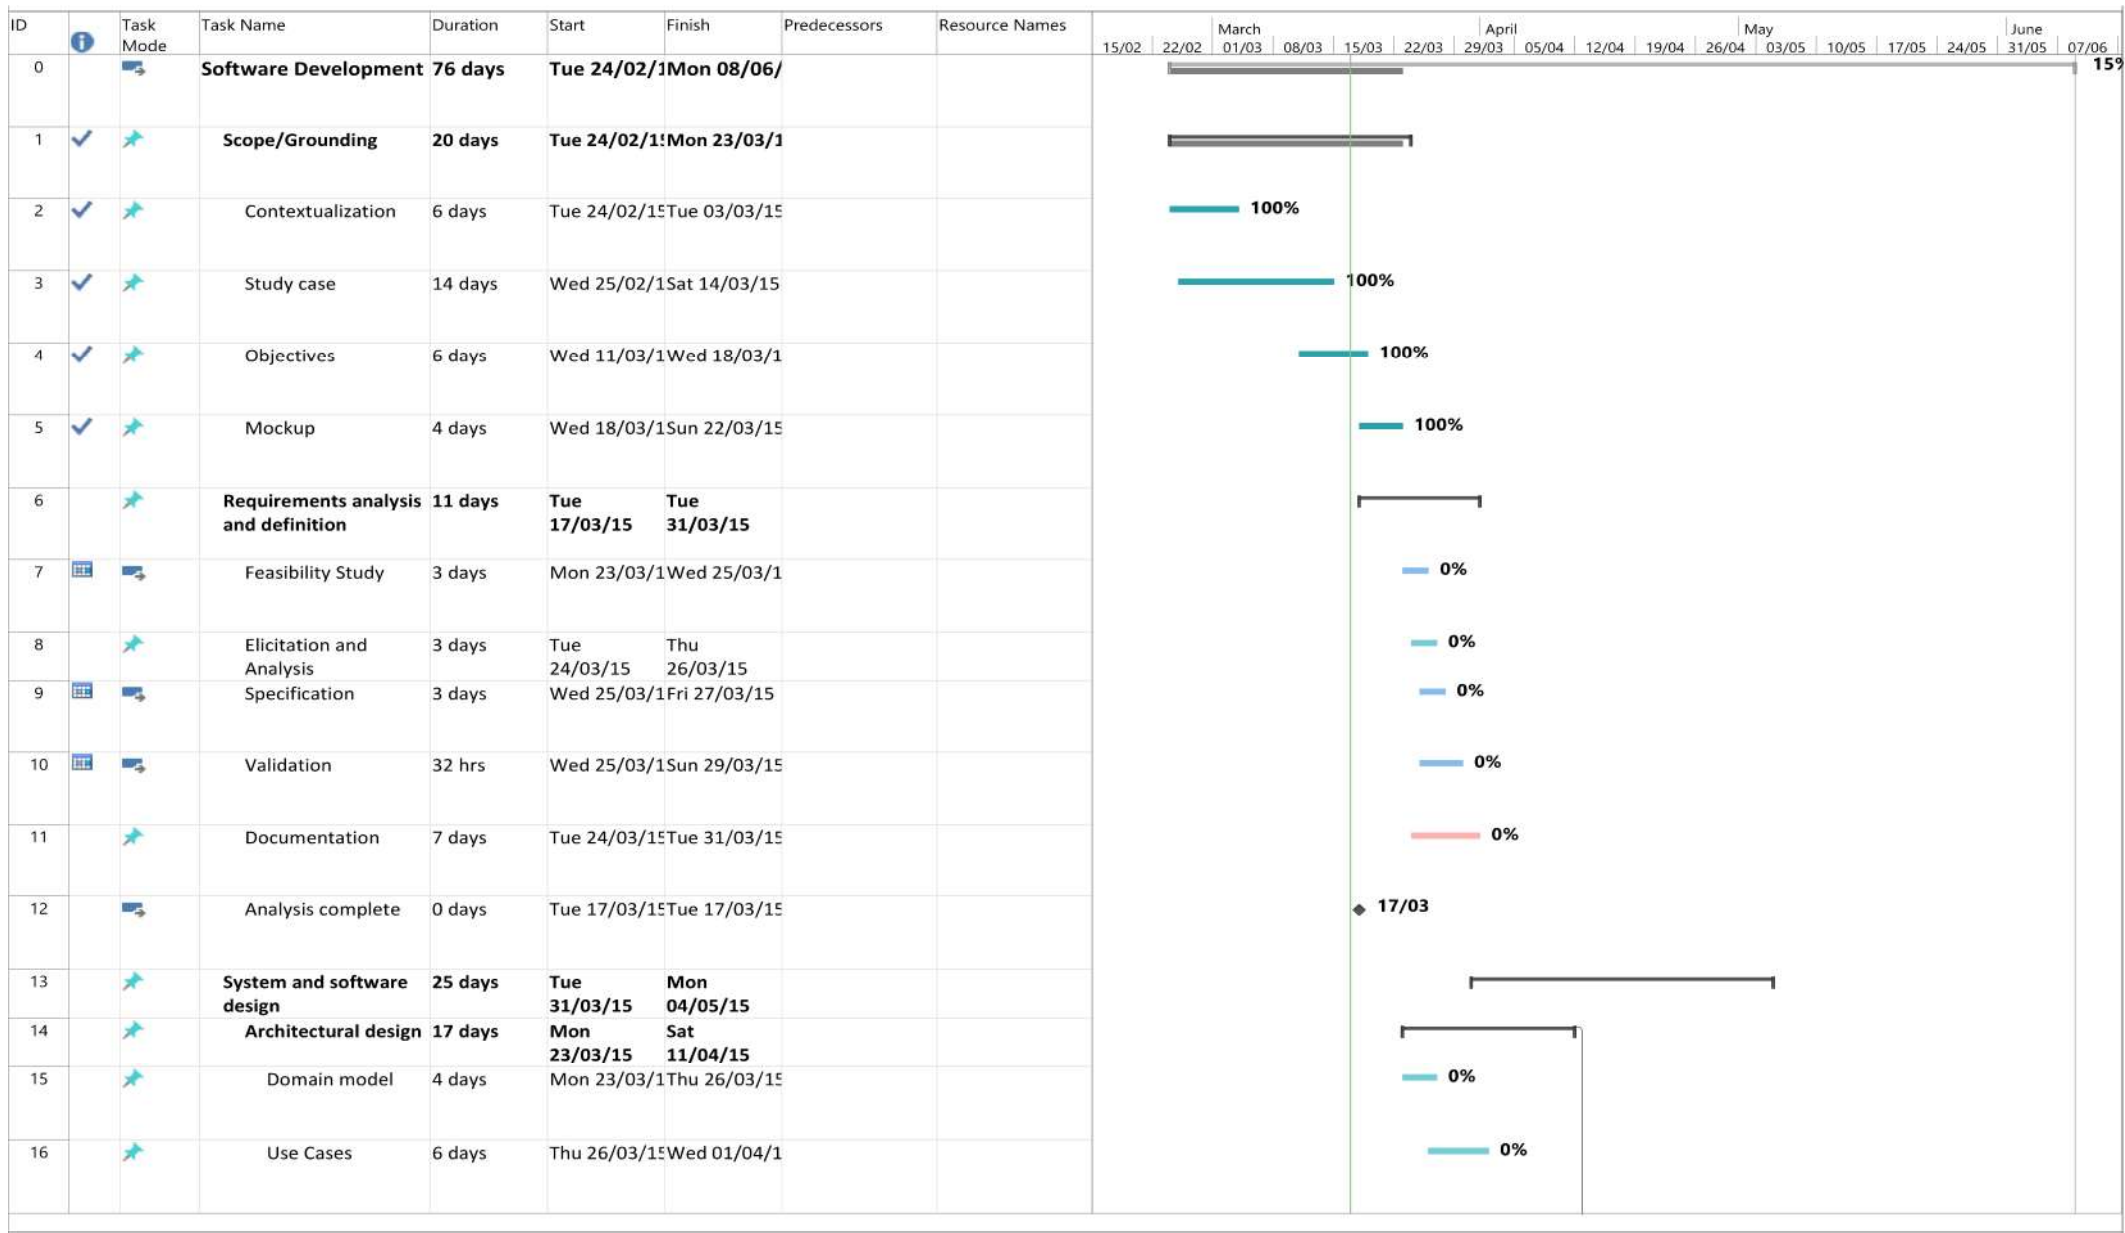 ID Task Mode Task Name Duration Start Finish Predecessors Resource Names
March April May June
15/02 22/02 01/03 08/03 15/03 22/03 29/03 05/04 12/04 19/04 26/04 03/05 10/05 17/05 24/05 31/05 07/06
0 Software Development 76 days Tue 24/02/1 Mon 08/06/ 15%
1 Scope/Grounding 20 days Tue 24/02/15 Mon 23/03/1
2 Contextualization 6 days Tue 24/02/15 Tue 03/03/15 100%
3 Study case 14 days Wed 25/02/1 Sat 14/03/15 100%
4 Objectives 6 days Wed 11/03/1 Wed 18/03/1 100%
5 Mockup 4 days Wed 18/03/1 Sun 22/03/15 100%
6 Requirements analysis 11 days Tue Tue
and definition 17/03/15 31/03/15
7 Feasibility Study 3 days Mon 23/03/1 Wed 25/03/1 0%
8 Elicitation and 3 days Tue Thu 0%
Analysis 24/03/15 26/03/15
9 Specification 3 days Wed 25/03/1 Fri 27/03/15 0%
10 Validation 32 hrs Wed 25/03/1 Sun 29/03/15 0%
11 Documentation 7 days Tue 24/03/15 Tue 31/03/15 0%
12 Analysis complete 0 days Tue 17/03/15 Tue 17/03/15 17/03
13 System and software 25 days Tue Mon
design 31/03/15 04/05/15
14 Architectural design 17 days Mon Sat
23/03/15 11/04/15
15 Domain model 4 days Mon 23/03/1 Thu 26/03/15 0%
16 Use Cases 6 days Thu 26/03/15 Wed 01/04/1 0%